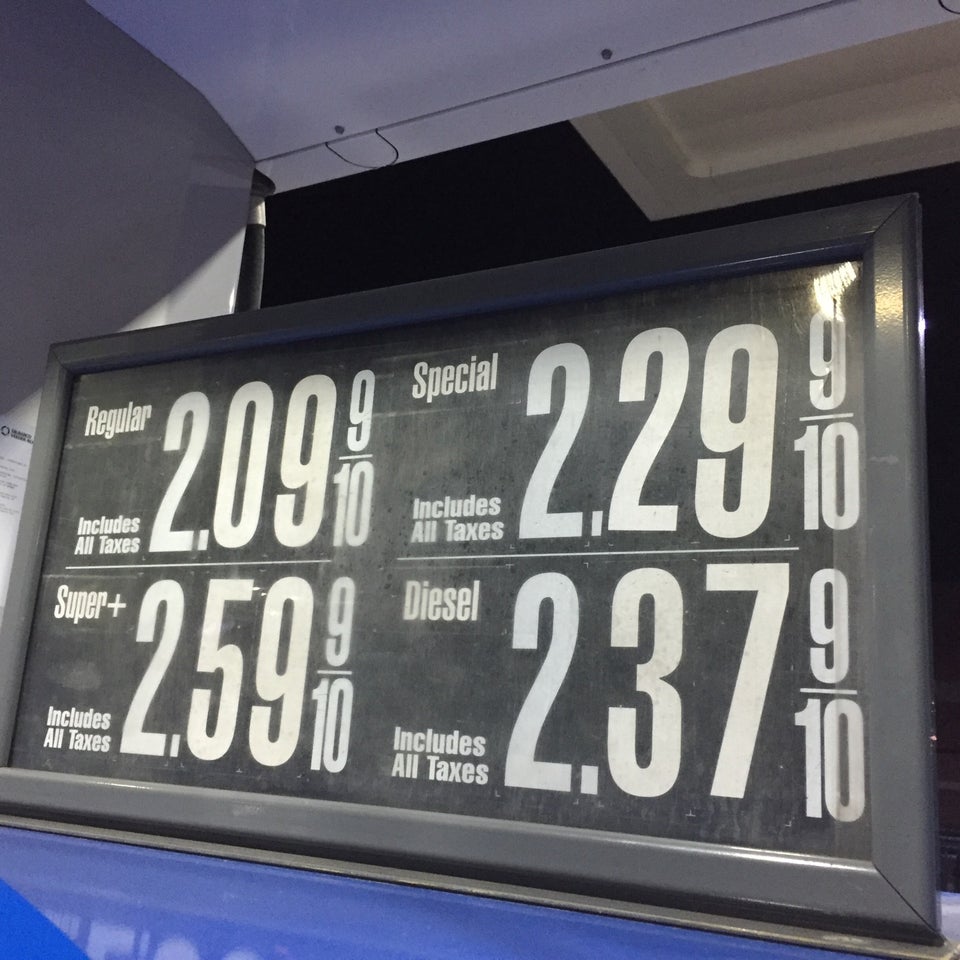 Regular 2.09 9/10
Includes
All Taxes
Special 2.29 9/10
Includes
All Taxes
Super+ 2.59 9/10
Includes
All Taxes
Diesel 2.37 9/10
Includes
All Taxes